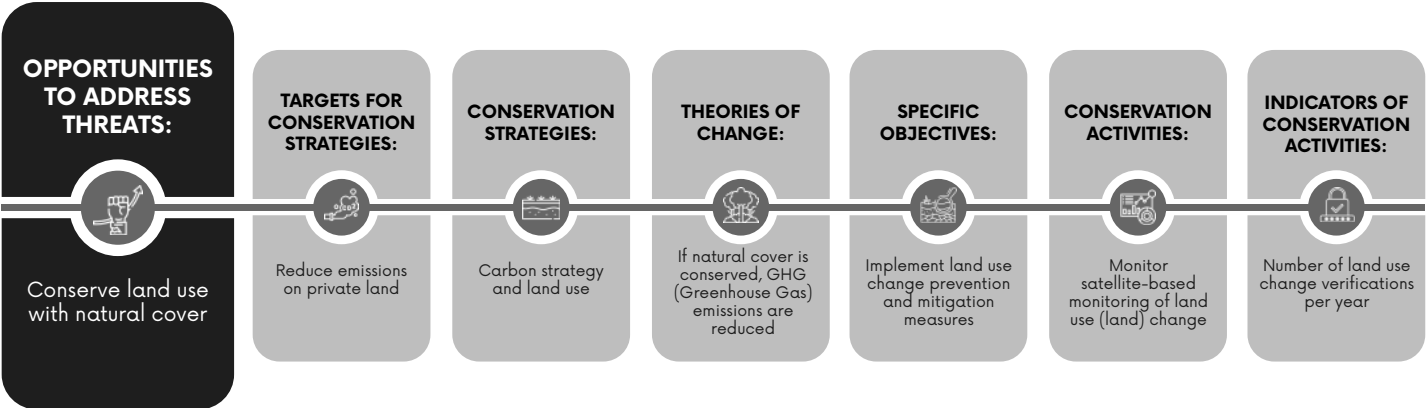 OPPORTUNITIES
TO ADDRESS
THREATS:
Conserve land use
with natural cover
TARGETS FOR
CONSERVATION
STRATEGIES:
Reduce emissions
on private land
CONSERVATION
STRATEGIES:
Carbon strategy
and land use
THEORIES OF
CHANGE:
If natural cover is
conserved, GHG
(Greenhouse Gas)
emissions are
reduced
SPECIFIC
OBJECTIVES:
Implement land use
change prevention
and mitigation
measures
CONSERVATION
ACTIVITIES:
Monitor
satellite-based
monitoring of land
use (land) change
INDICATORS OF
CONSERVATION
ACTIVITIES:
Number of land use
change verifications
per year